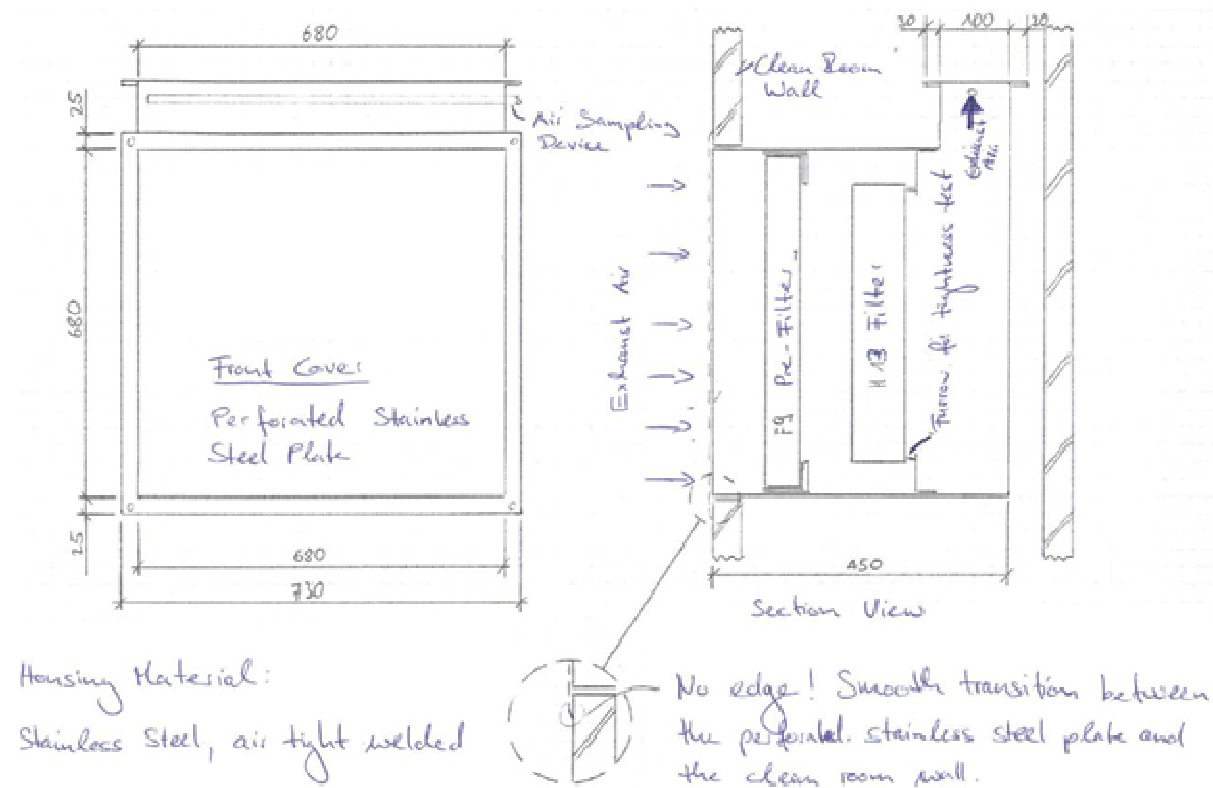 680
30
100
30
Clean Room
Wall
25
Air Sampling
Device
Exhaust
Air
680
Exhaust Air
F9 Pre-Filter
H13 Filter
Furrow for tightness test
Front Cover
Perforated Stainless
Steel Plate
25
680
730
450
Section View
Housing Material:
Stainless Steel, air tight welded
No edge! Smooth transition between
the perforated. stainless steel plate and
the clean room wall.